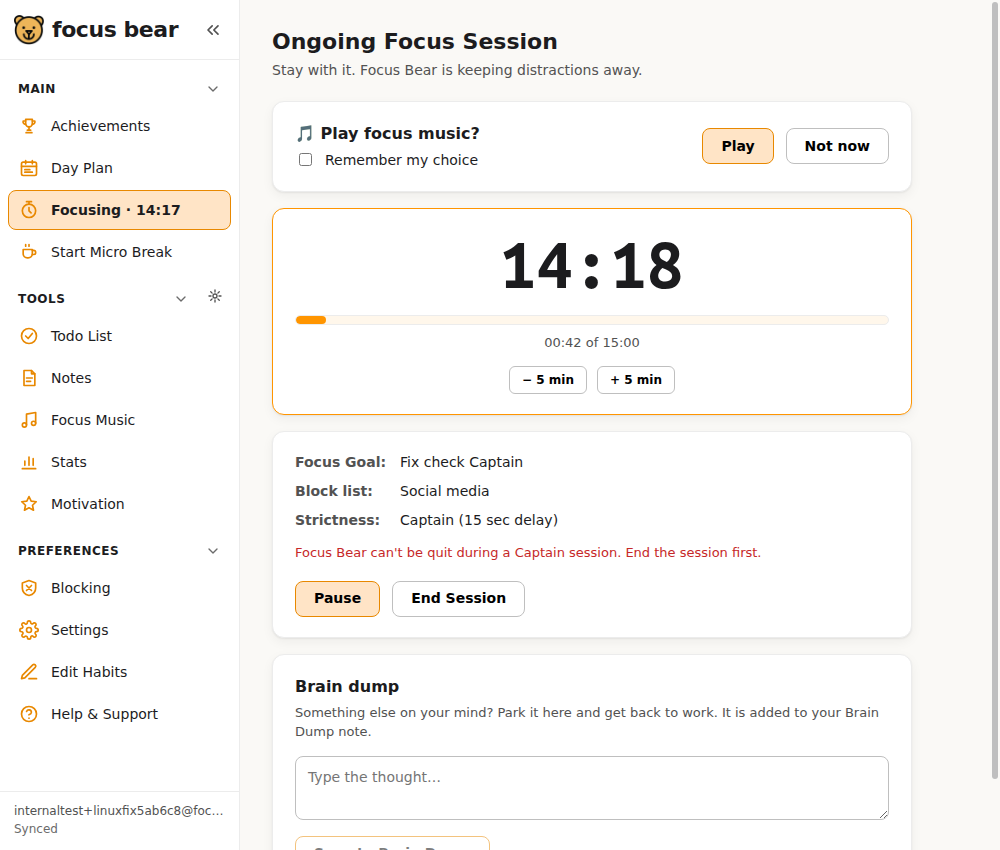 focus bear
MAIN
Achievements
Day Plan
Focusing · 14:17
Start Micro Break
TOOLS
Todo List
Notes
Focus Music
Stats
Motivation
PREFERENCES
Blocking
Settings
Edit Habits
Help & Support
internaltest+linuxfix5ab6c8@foc…
Synced
Ongoing Focus Session
Stay with it. Focus Bear is keeping distractions away.
🎵 Play focus music?
Remember my choice
Play
Not now
14:18
00:42 of 15:00
− 5 min
+ 5 min
Focus Goal: Fix check Captain
Block list: Social media
Strictness: Captain (15 sec delay)
Focus Bear can't be quit during a Captain session. End the session first.
Pause
End Session
Brain dump
Something else on your mind? Park it here and get back to work. It is added to your Brain
Dump note.
Type the thought…